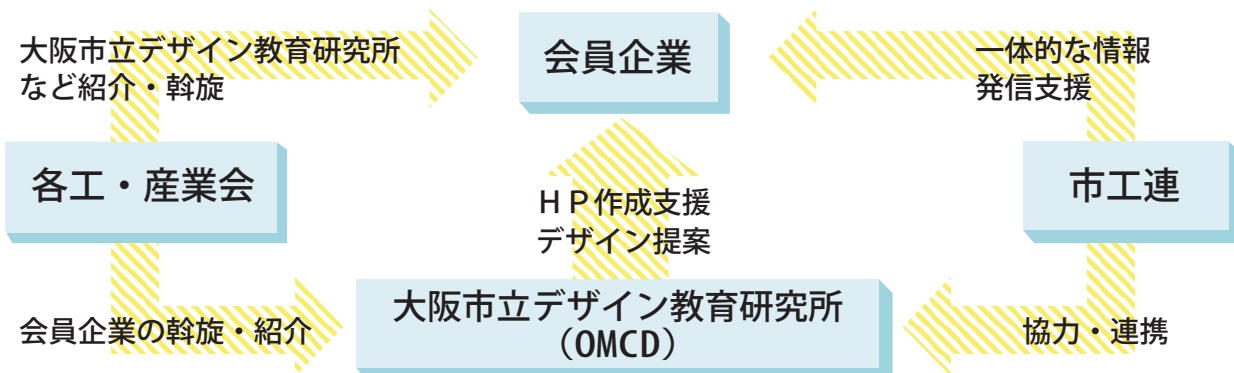 大阪市立デザイン教育研究所
など紹介・斡旋
会員企業
一体的な情報
発信支援
各工・産業会
ＨＰ作成支援
デザイン提案
市工連
会員企業の斡旋・紹介
大阪市立デザイン教育研究所
（OMCD）
協力・連携